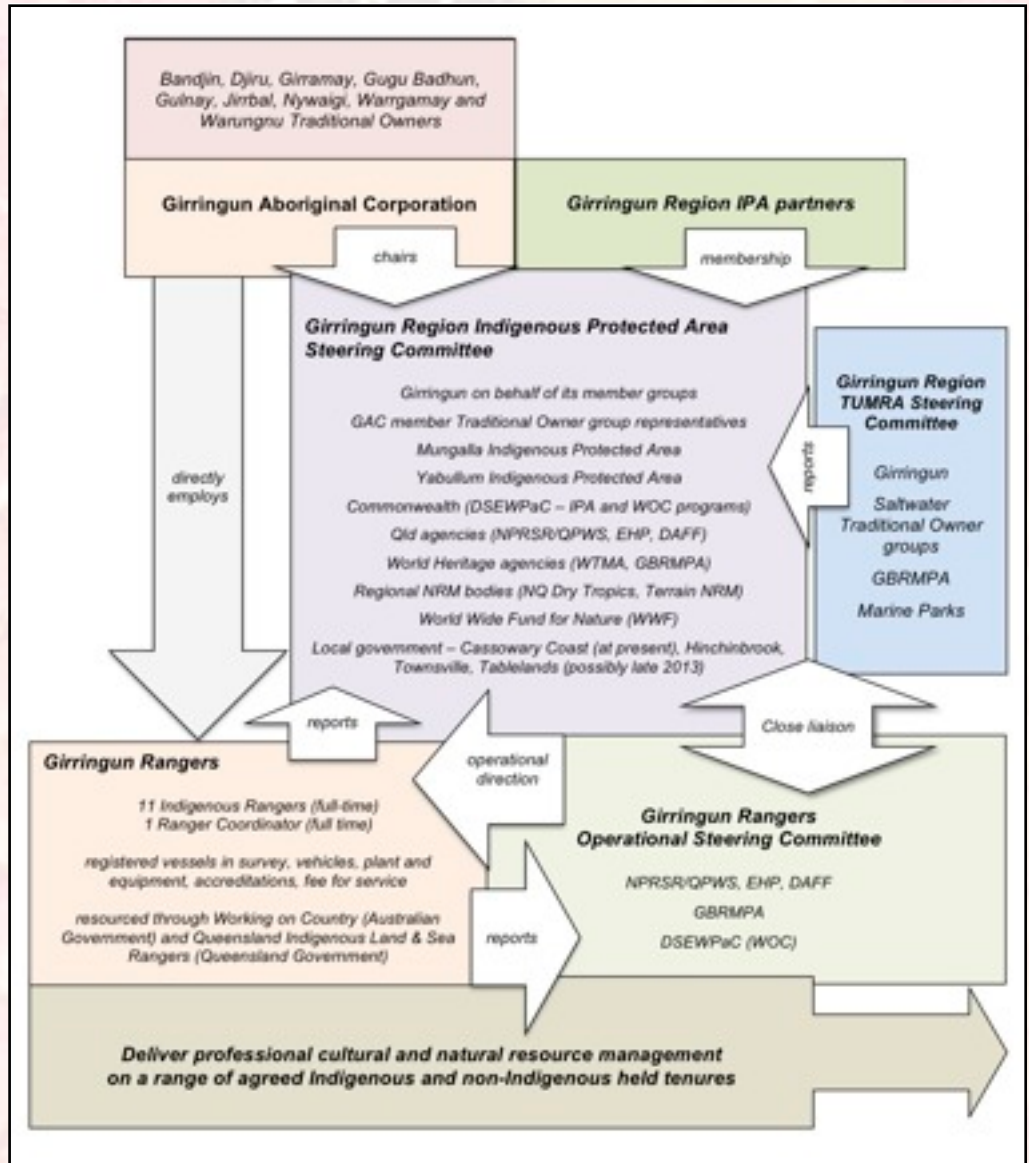 Bandjin, Djiru, Girramay, Gugu Badhun,
Gulnay, Jirrbal, Nywaigi, Warrgamay and
Warungnu Traditional Owners
Girringun Aboriginal Corporation
Girringun Region IPA partners
chairs
membership
Girringun Region Indigenous Protected Area
Steering Committee
Girringun on behalf of its member groups
GAC member Traditional Owner group representatives
Mungalla Indigenous Protected Area
Yabullum Indigenous Protected Area
Commonwealth (DSEWPaC – IPA and WOC programs)
Qld agencies (NPRSR/QPWS, EHP, DAFF)
World Heritage agencies (WTMA, GBRMPA)
Regional NRM bodies (NQ Dry Tropics, Terrain NRM)
World Wide Fund for Nature (WWF)
Local government – Cassowary Coast (at present), Hinchinbrook,
Townsville, Tablelands (possibly late 2013)
Girringun Region
TUMRA Steering
Committee
Girringun
Saltwater
Traditional Owner
groups
GBRMPA
Marine Parks
reports
directly
employs
reports
operational
direction
Close liaison
Girringun Rangers
11 Indigenous Rangers (full-time)
1 Ranger Coordinator (full time)
registered vessels in survey, vehicles, plant and
equipment, accreditations, fee for service
resourced through Working on Country (Australian
Government) and Queensland Indigenous Land & Sea
Rangers (Queensland Government)
reports
Girringun Rangers
Operational Steering Committee
NPRSR/QPWS, EHP, DAFF
GBRMPA
DSEWPaC (WOC)
Deliver professional cultural and natural resource management
on a range of agreed Indigenous and non-Indigenous held tenures